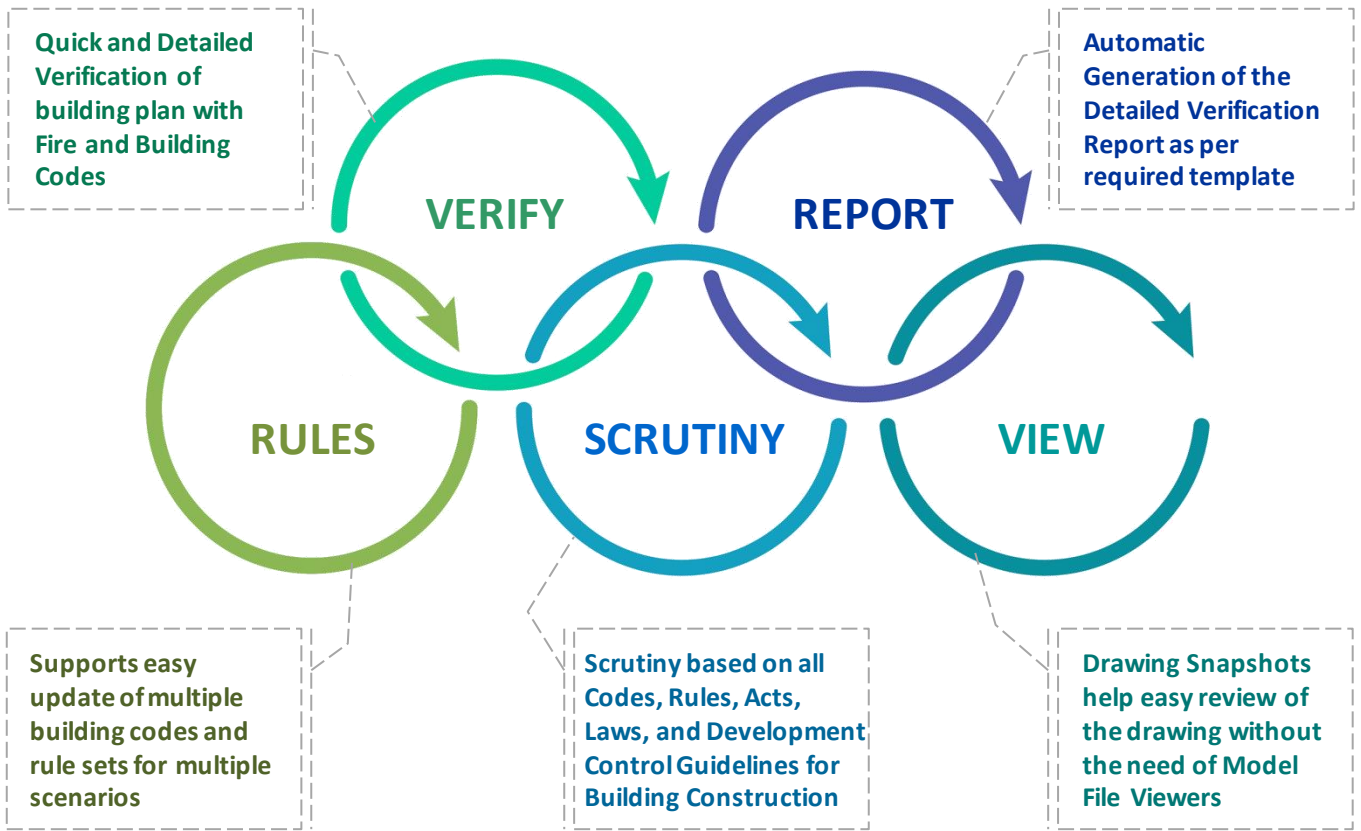 Quick and Detailed
Verification of
building plan with
Fire and Building
Codes
Automatic
Generation of the
Detailed Verification
Report as per
required template
VERIFY
REPORT
RULES
SCRUTINY
VIEW
Supports easy
update of multiple
building codes and
rule sets for multiple
scenarios
Scrutiny based on all
Codes, Rules, Acts,
Laws, and Development
Control Guidelines for
Building Construction
Drawing Snapshots
help easy review of
the drawing without
the need of Model
File Viewers